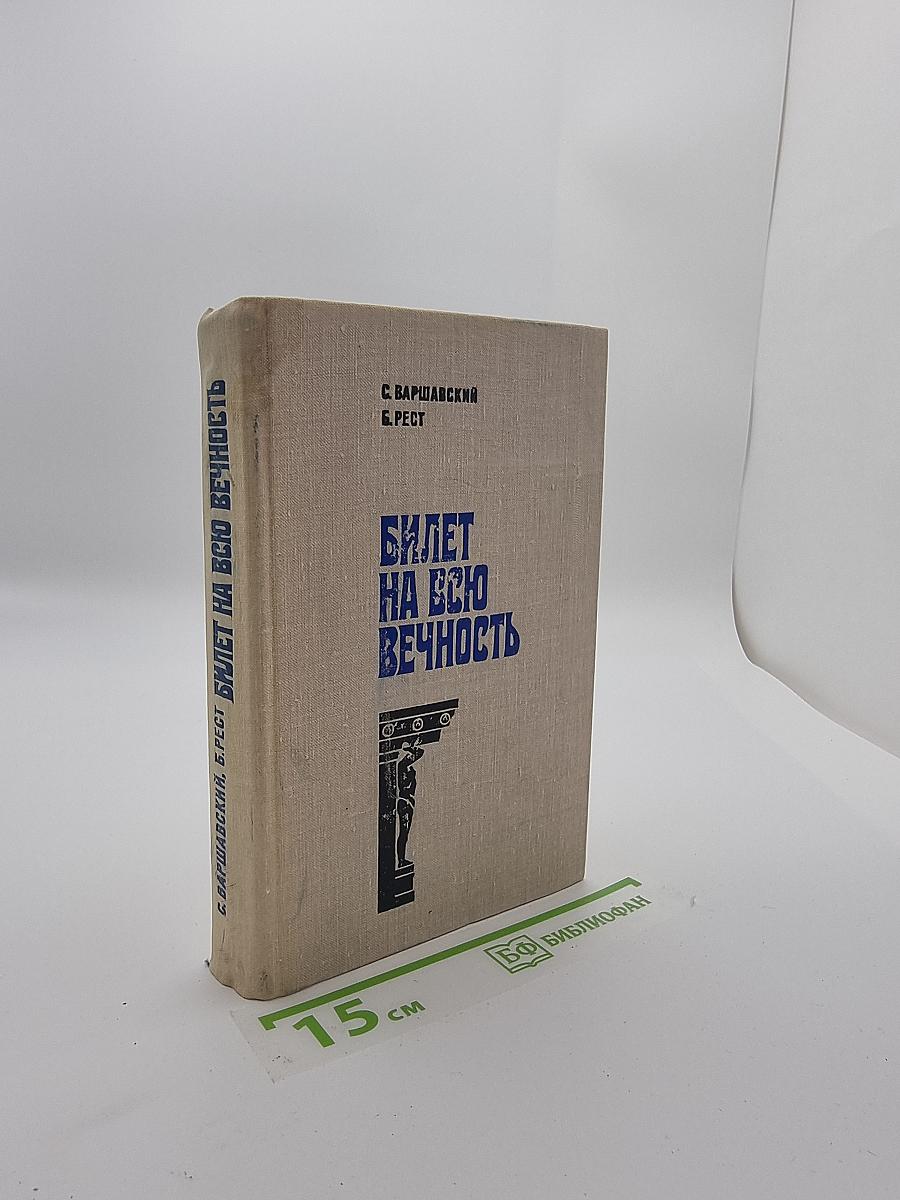 С. ВАРШАВСКИЙ
Б. РЕСТ
БИЛЕТ
НА ВСЮ
ВЕЧНОСТЬ
С. ВАРШАВСКИЙ, Б. РЕСТ БИЛЕТ НА ВСЮ ВЕЧНОСТЬ
15 см
БФ БИБЛИОФАН